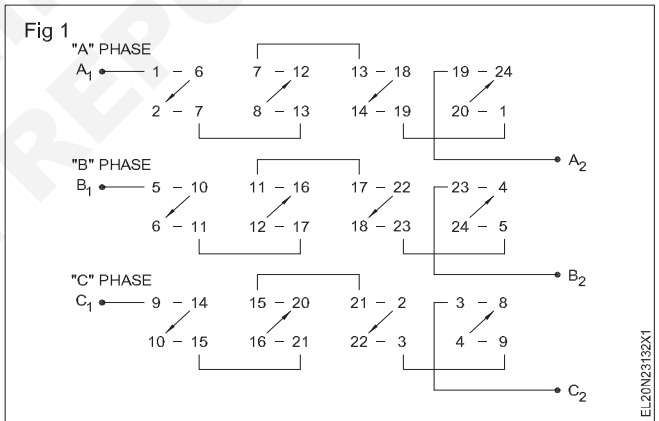 Fig 1
"A" PHASE
A1 1 – 6 7 – 12 13 – 18 19 – 24
2 – 7 8 – 13 14 – 19 20 – 1
A2
"B" PHASE
B1 5 – 10 11 – 16 17 – 22 23 – 4
6 – 11 12 – 17 18 – 23 24 – 5
B2
"C" PHASE
C1 9 – 14 15 – 20 21 – 2 3 – 8
10 – 15 16 – 21 22 – 3 4 – 9
C2
EL20N23132X1